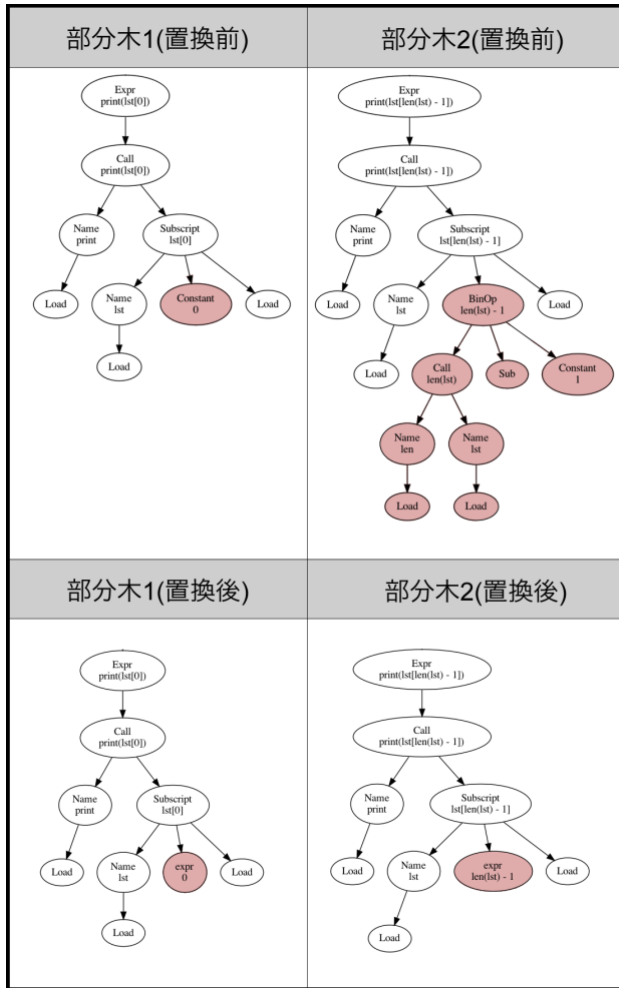 部分木1(置換前)
部分木2(置換前)
Expr
print(lst[0])
Call
print(lst[0])
Name
print
Subscript
lst[0]
Load
Name
lst
Constant
0
Load
Load
Expr
print(lst[len(lst) - 1])
Call
print(lst[len(lst) - 1])
Name
print
Subscript
lst[len(lst) - 1]
Load
Name
lst
BinOp
len(lst) - 1
Load
Load
Call
len(lst)
Sub
Constant
1
Name
len
Name
lst
Load
Load
部分木1(置換後)
部分木2(置換後)
Expr
print(lst[0])
Call
print(lst[0])
Name
print
Subscript
lst[0]
Load
Name
lst
expr
0
Load
Load
Expr
print(lst[len(lst) - 1])
Call
print(lst[len(lst) - 1])
Name
print
Subscript
lst[len(lst) - 1]
Load
Name
lst
expr
len(lst) - 1
Load
Load